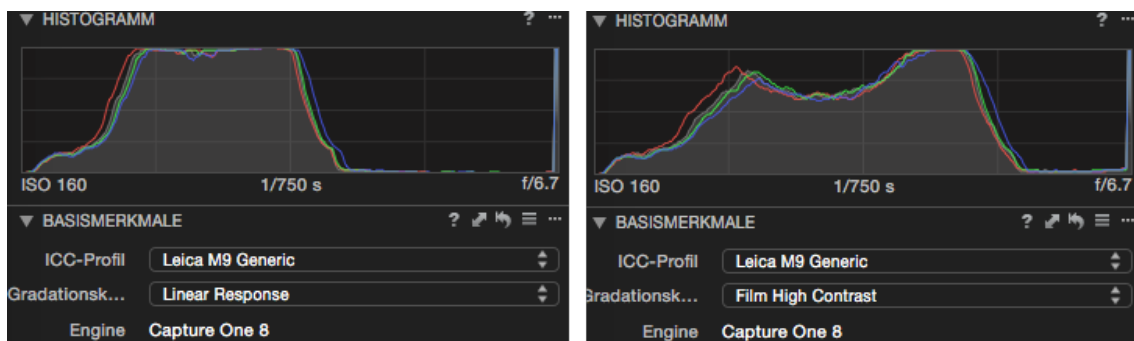 HISTOGRAMM ? ...
ISO 160 1/750 s f/6.7
BASISMERKMALE ? ...
ICC-Profil Leica M9 Generic
Gradationsk... Linear Response
Engine Capture One 8
HISTOGRAMM ? ...
ISO 160 1/750 s f/6.7
BASISMERKMALE ? ...
ICC-Profil Leica M9 Generic
Gradationsk... Film High Contrast
Engine Capture One 8